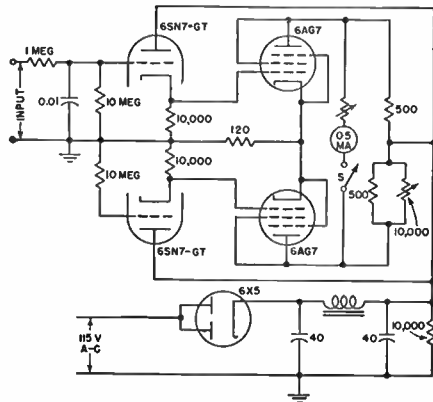 6SN7-GT
6AG7
1 MEG
INPUT
0.01
10 MEG
10,000
120
10,000
10 MEG
0.5
MA
S
500
500
10,000
6SN7-GT
6AG7
6X5
115 V
A-C
40
40
10,000